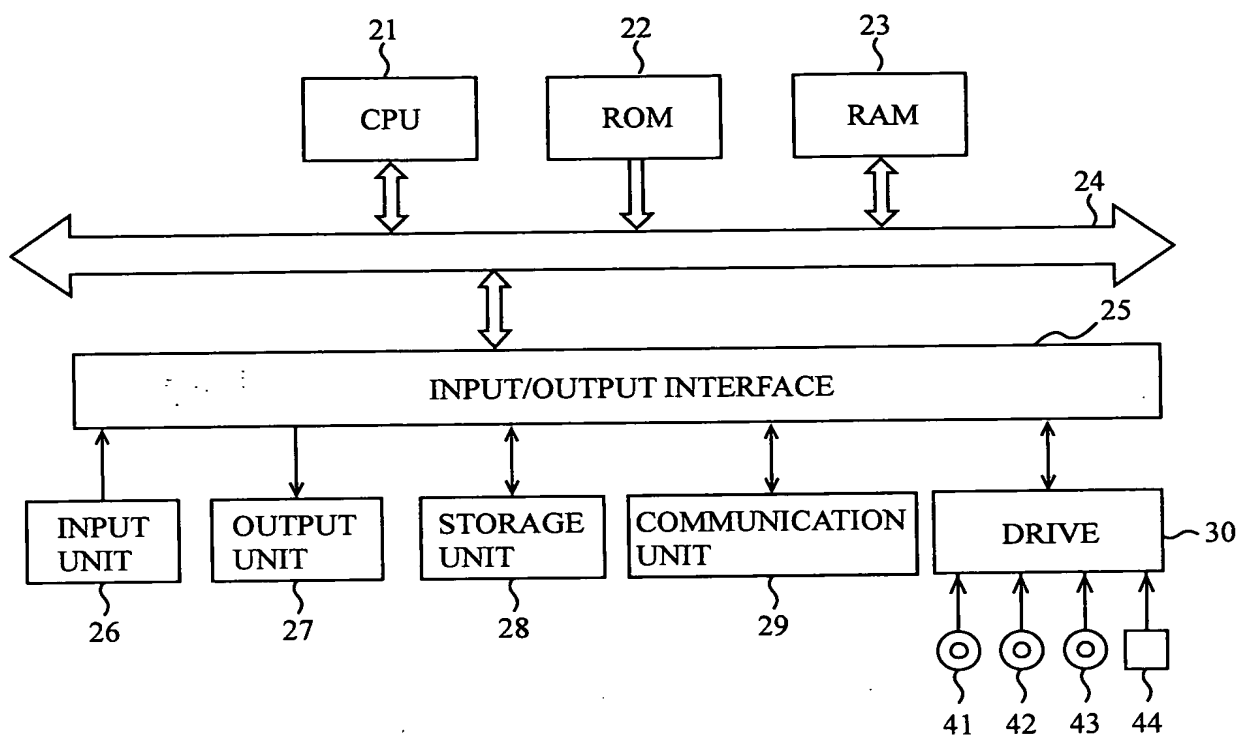 21
22
23
CPU
ROM
RAM
24
25
INPUT/OUTPUT INTERFACE
INPUT
UNIT
OUTPUT
UNIT
STORAGE
UNIT
COMMUNICATION
UNIT
DRIVE
30
26
27
28
29
41
42
43
44